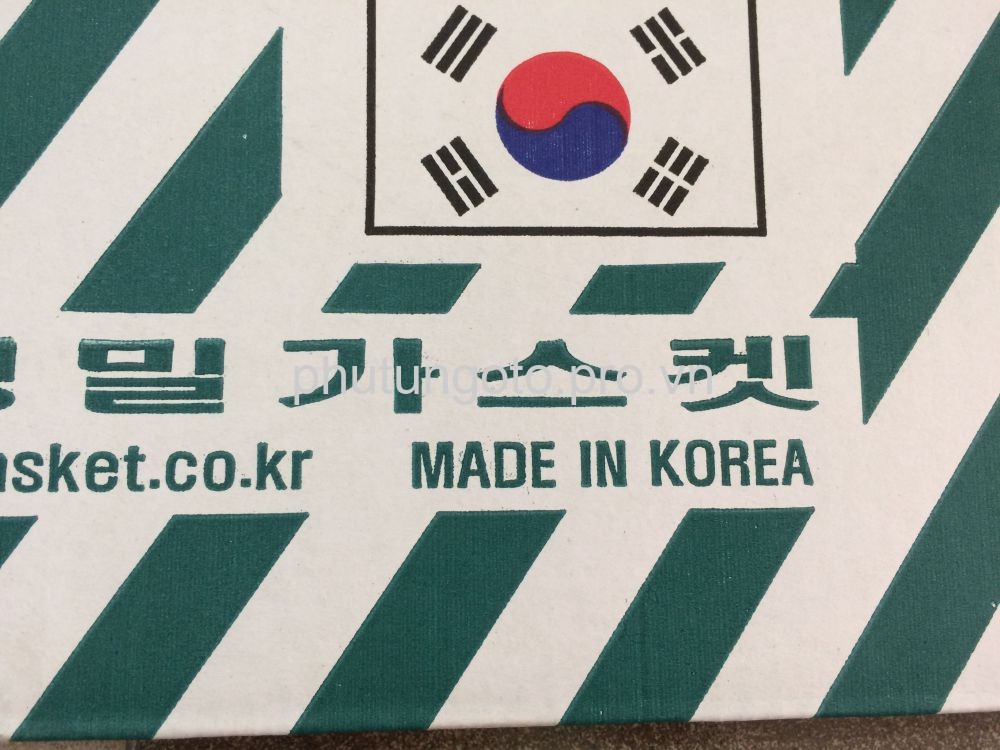 밀가스켓
phutungoto.pro.vn
asket.co.kr MADE IN KOREA